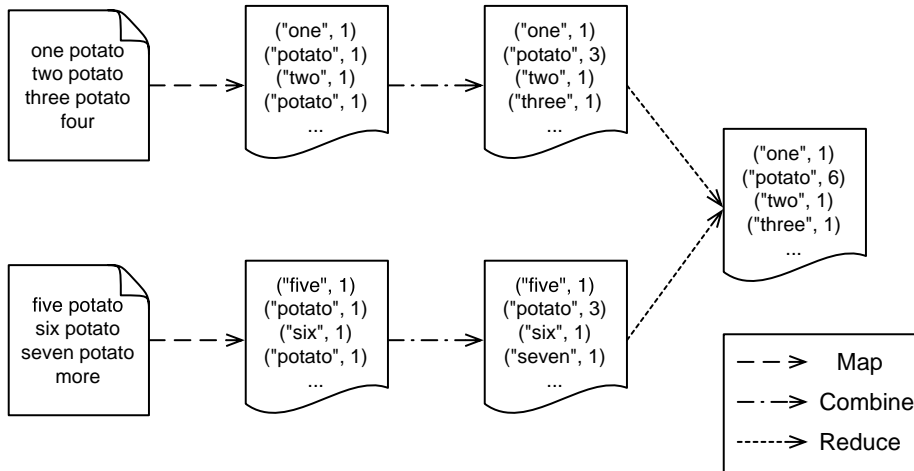 one potato
two potato
three potato
four
("one", 1)
("potato", 1)
("two", 1)
("potato", 1)
...
("one", 1)
("potato", 3)
("two", 1)
("three", 1)
...
("one", 1)
("potato", 6)
("two", 1)
("three", 1)
...
five potato
six potato
seven potato
more
("five", 1)
("potato", 1)
("six", 1)
("potato", 1)
...
("five", 1)
("potato", 3)
("six", 1)
("seven", 1)
...
Map
Combine
Reduce